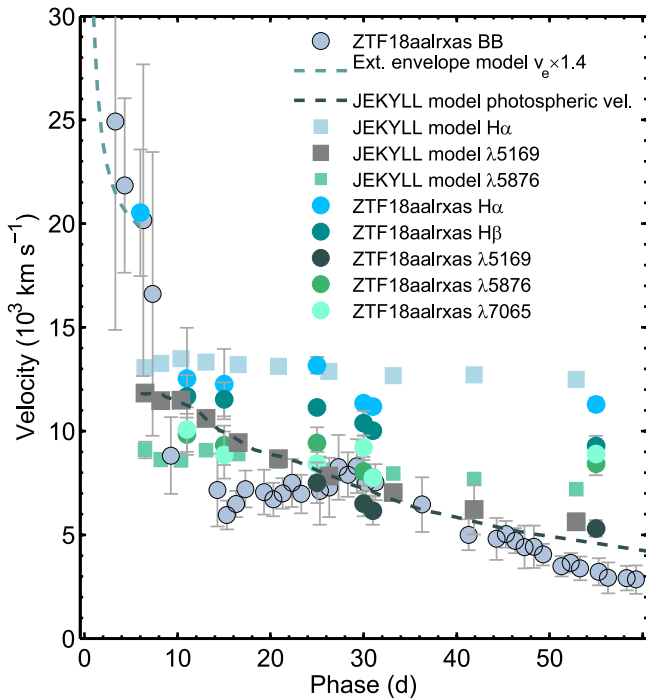 ZTF18aalrxas BB
Ext. envelope model vₑ×1.4
JEKYLL model photospheric vel.
JEKYLL model Hα
JEKYLL model λ5169
JEKYLL model λ5876
ZTF18aalrxas Hα
ZTF18aalrxas Hβ
ZTF18aalrxas λ5169
ZTF18aalrxas λ5876
ZTF18aalrxas λ7065
30
25
20
15
10
5
0
Velocity (10³ km s⁻¹)
0 10 20 30 40 50
Phase (d)